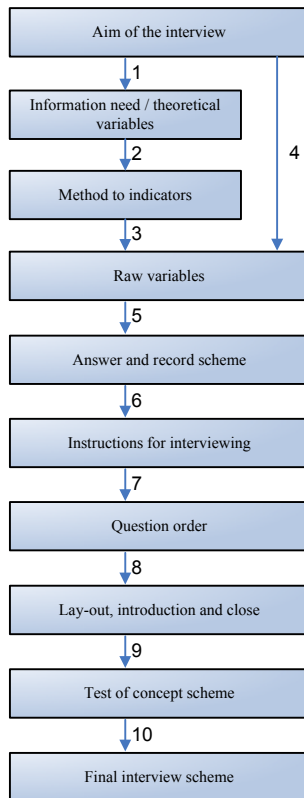 Aim of the interview
1
Information need / theoretical
variables
4
2
Method to indicators
3
Raw variables
5
Answer and record scheme
6
Instructions for interviewing
7
Question order
8
Lay-out, introduction and close
9
Test of concept scheme
10
Final interview scheme